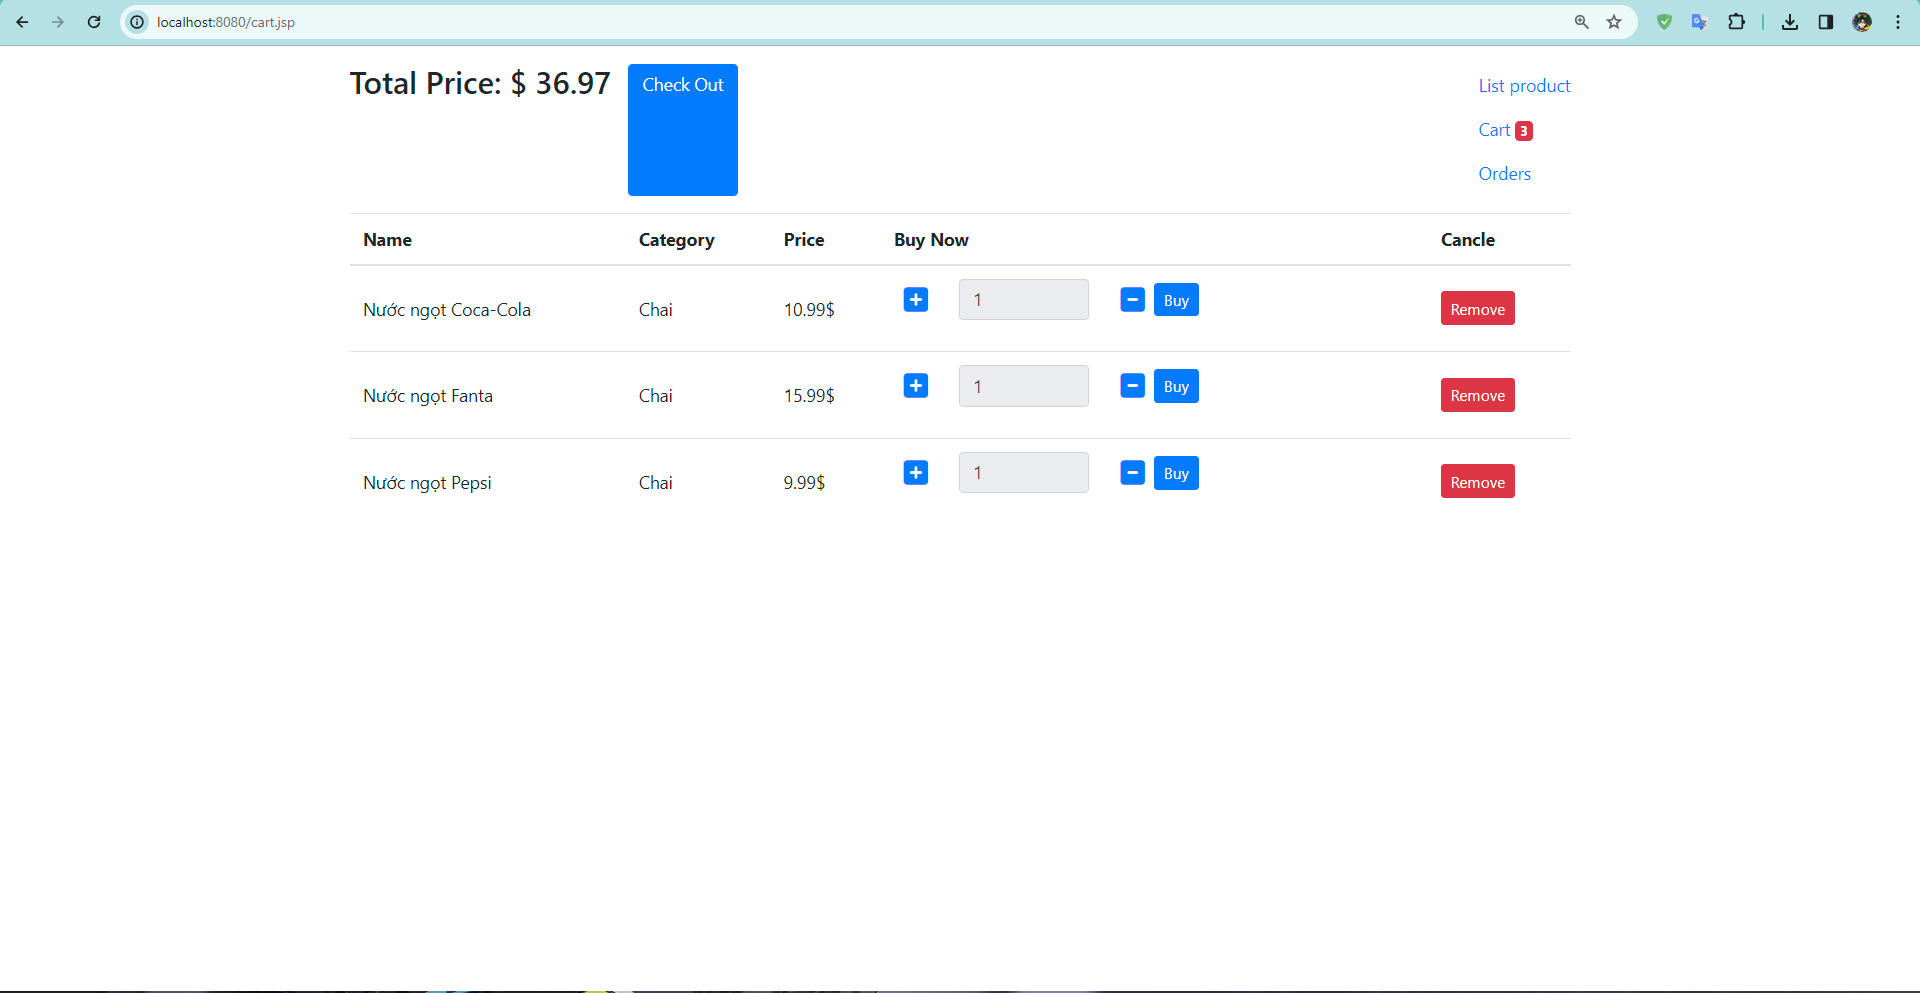 localhost:8080/cart.jsp
Total Price: $ 36.97
Check Out
List product
Cart 3
Orders
Name Category Price Buy Now Cancle
Nước ngọt Coca-Cola Chai 10.99$ 1 Buy Remove
Nước ngọt Fanta Chai 15.99$ 1 Buy Remove
Nước ngọt Pepsi Chai 9.99$ 1 Buy Remove